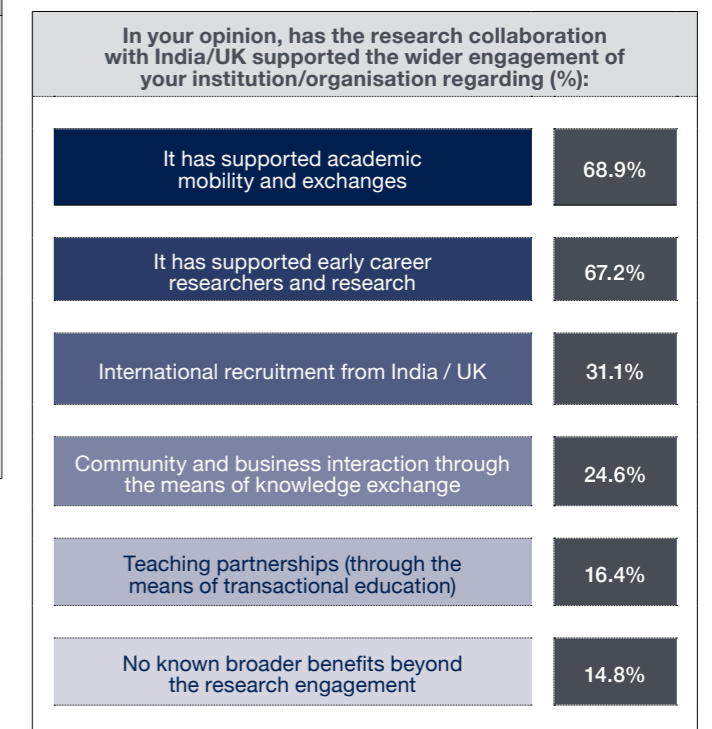 In your opinion, has the research collaboration
with India/UK supported the wider engagement of
your institution/organisation regarding (%):
It has supported academic
mobility and exchanges
68.9%
It has supported early career
researchers and research
67.2%
International recruitment from India / UK
31.1%
Community and business interaction through
the means of knowledge exchange
24.6%
Teaching partnerships (through the
means of transactional education)
16.4%
No known broader benefits beyond
the research engagement
14.8%